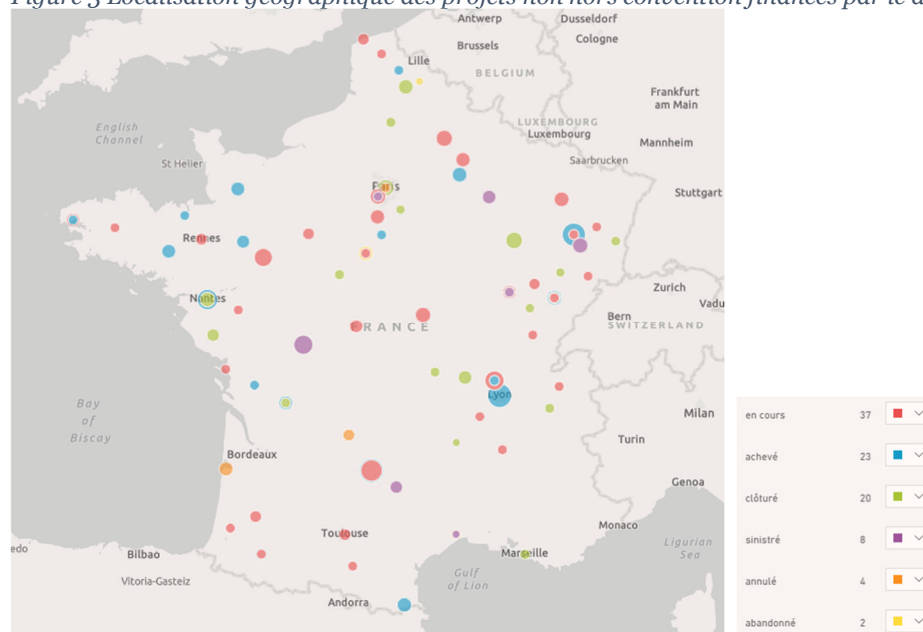 Figure 3 Localisation géographique des projets non hors convention financés par le
Antwerp
Dusseldorf
Cologne
Brussels
Lille
BELGIUM
Frankfurt
am Main
LUXEMBOURG
Luxembourg
Mannheim
English
Channel
St Helier
Saarbrucken
Paris
Stuttgart
Rennes
Nantes
Zurich
Vadu
Bern
SWITZERLAND
FRANCE
Bay
of
Biscay
Lyon
Milan
Turin
Bordeaux
Genoa
Toulouse
Monaco
Ligurian
Sea
edo
Bilbao
Marseille
Vitoria-Gasteiz
Gulf
of Lion
Andorra
en cours 37
achevé 23
clôturé 20
sinistré 8
annulé 4
abandonné 2